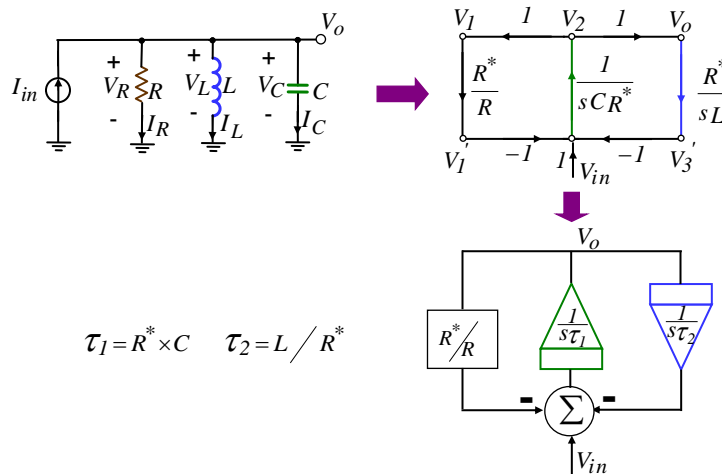 V_o
V_1 1 V_2 1 V_o
+ + +
I_in V_R R V_L L V_C C
- - -
I_R I_L I_C
R^*/R 1/sCR^* R^*/sL
V_1' -1 1 -1 V_3'
V_in
V_o
τ_1 = R^* × C τ_2 = L / R^*
R^*/R 1/sτ_1 1/sτ_2
- Σ -
V_in